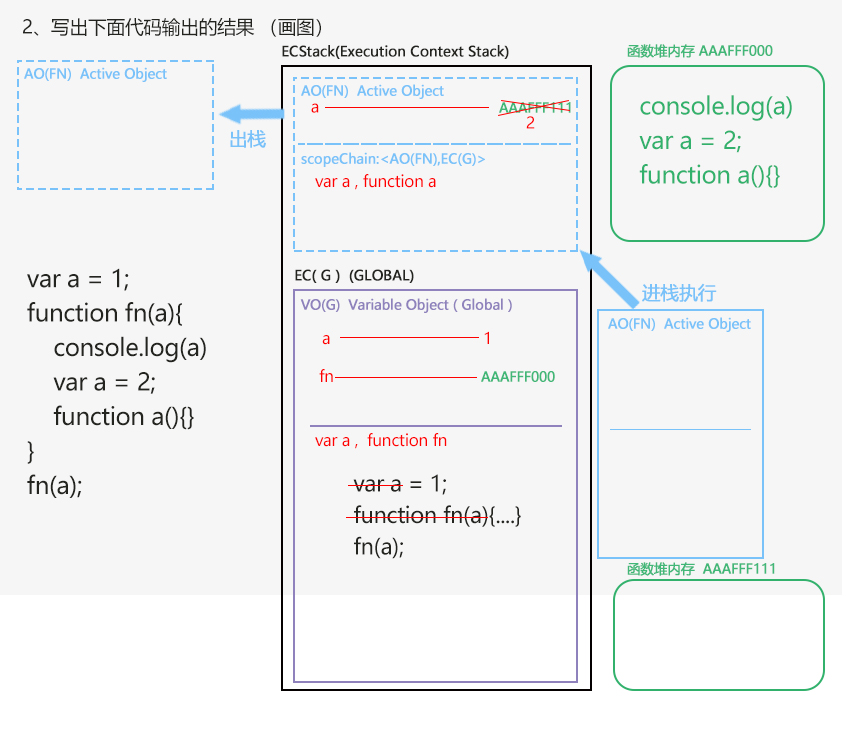 2、写出下面代码输出的结果 （画图）
ECStack(Execution Context Stack)
函数堆内存 AAAFFF000
AO(FN) Active Object
出栈
AO(FN) Active Object
a
AAAFFF111
2
scopeChain:<AO(FN),EC(G)>
var a , function a
console.log(a)
var a = 2;
function a(){}
var a = 1;
function fn(a){
console.log(a)
var a = 2;
function a(){}
}
fn(a);
EC( G ) (GLOBAL)
VO(G) Variable Object ( Global )
a
1
fn
AAAFFF000
var a , function fn
var a = 1;
function fn(a){....}
fn(a);
进栈执行
AO(FN) Active Object
函数堆内存 AAAFFF111